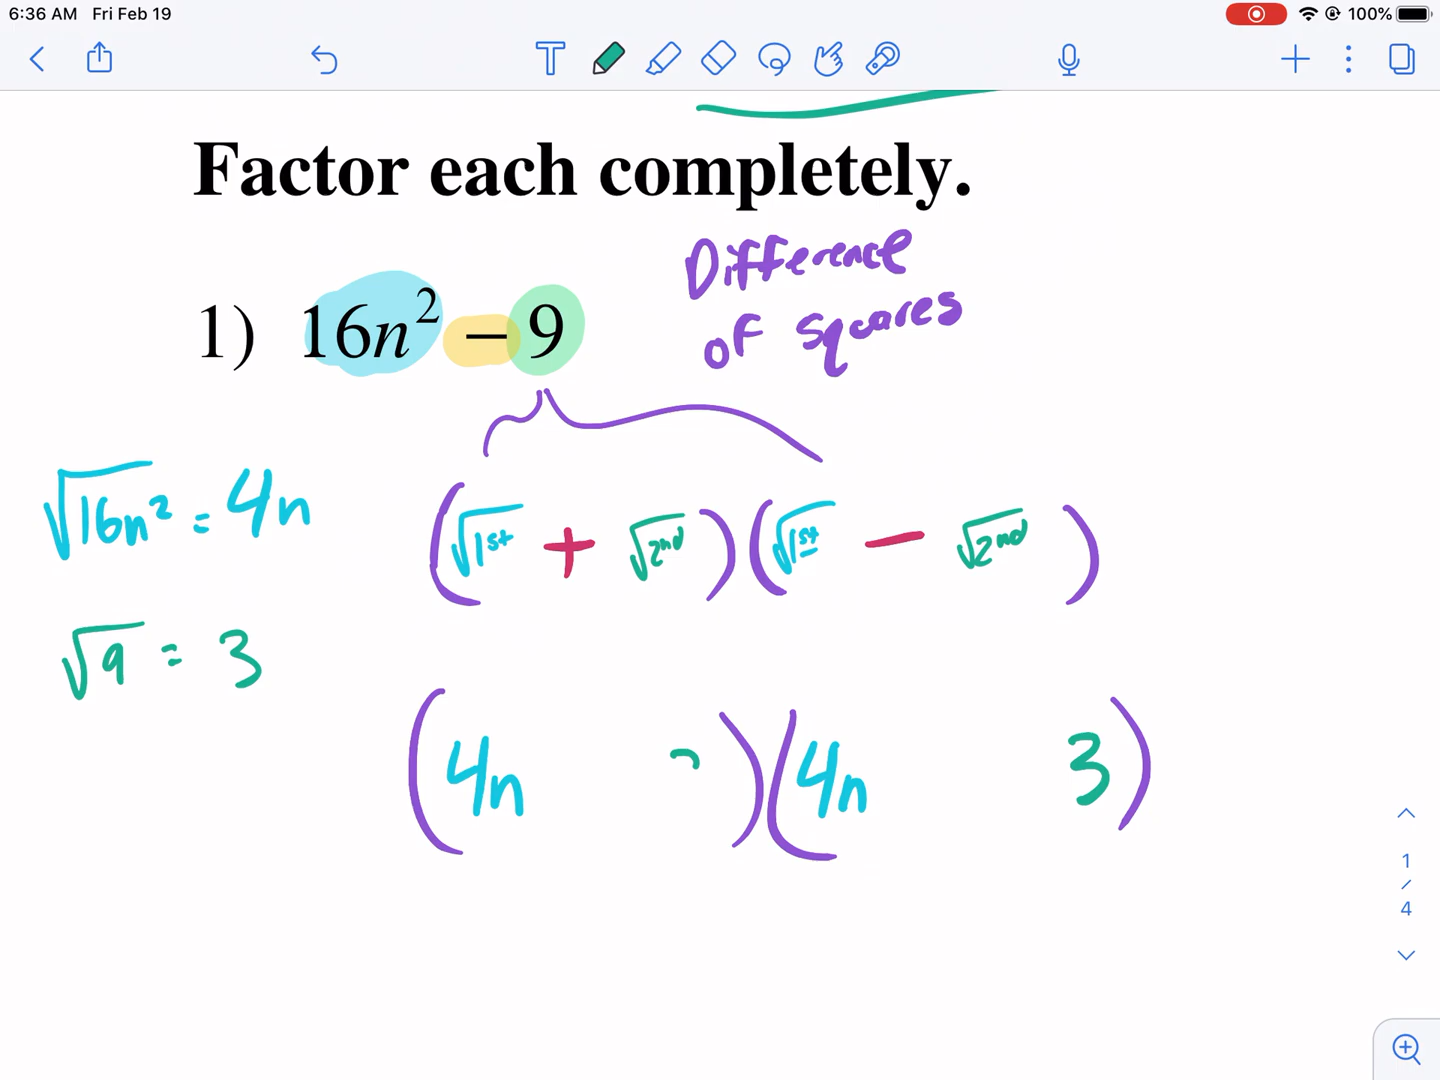 6:36 AM Fri Feb 19 100%
Factor each completely.
1) 16n² − 9
Difference
of squares
√16n² = 4n
(√1st + √2nd)(√1st − √2nd)
√9 = 3
(4n )(4n 3)
1
/
4